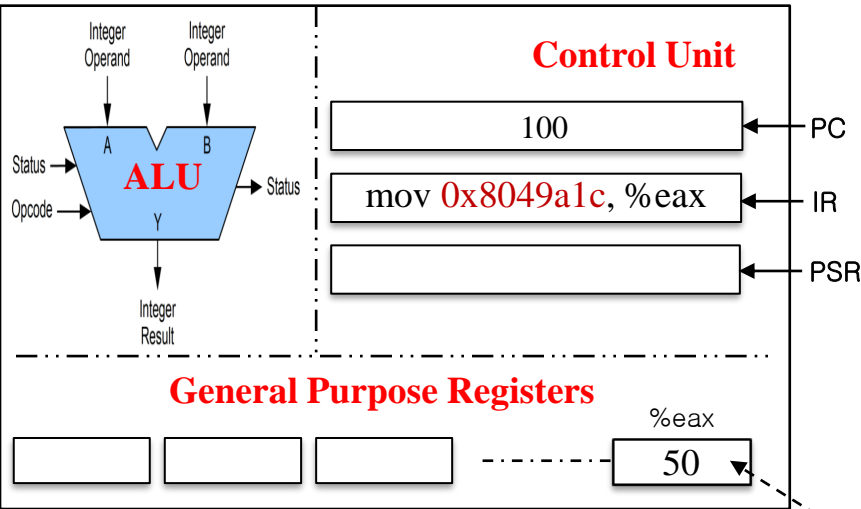 Integer
Operand
Integer
Operand
A
B
Status
ALU
Status
Opcode
Y
Integer
Result
Control Unit
100
PC
mov 0x8049a1c, %eax
IR
PSR
General Purpose Registers
%eax
50